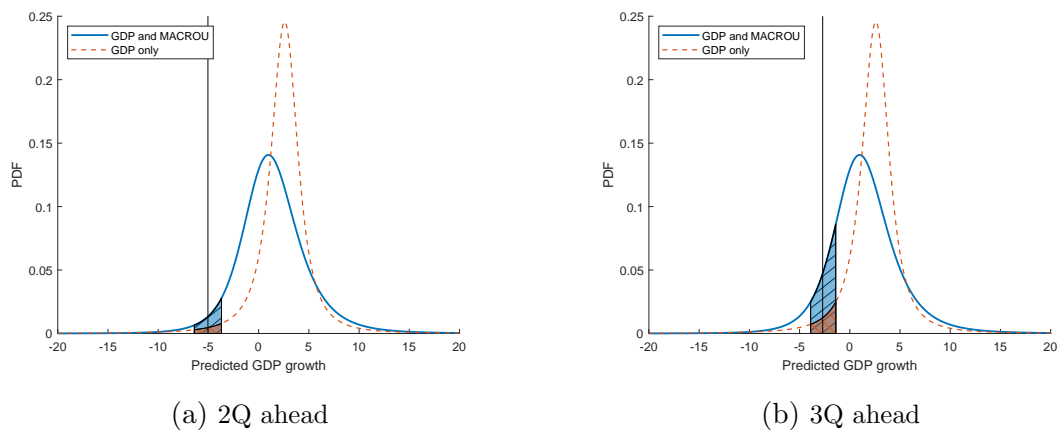 0.25
GDP and MACROU
GDP only
0.2
0.15
PDF
0.1
0.05
0
-20 -15 -10 -5 0 5 10 15 20
Predicted GDP growth
(a) 2Q ahead
0.25
GDP and MACROU
GDP only
0.2
0.15
PDF
0.1
0.05
0
-20 -15 -10 -5 0 5 10 15 20
Predicted GDP growth
(b) 3Q ahead